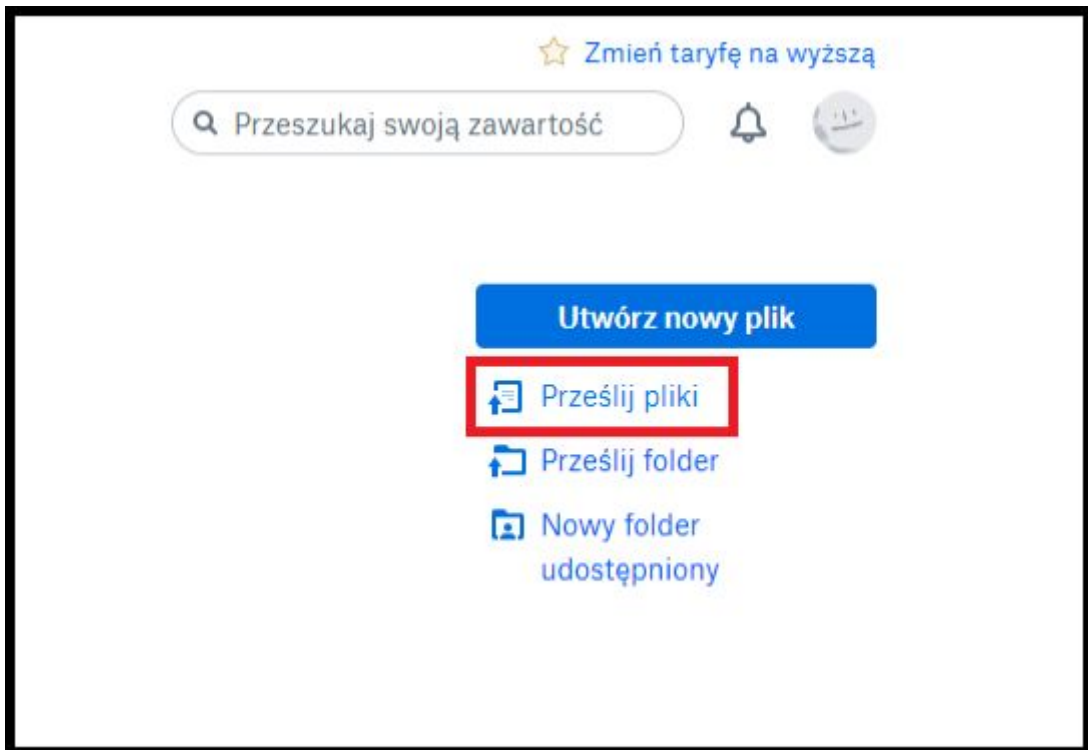 Zmień taryfę na wyższą
Przeszukaj swoją zawartość
Utwórz nowy plik
Prześlij pliki
Prześlij folder
Nowy folder
udostępniony